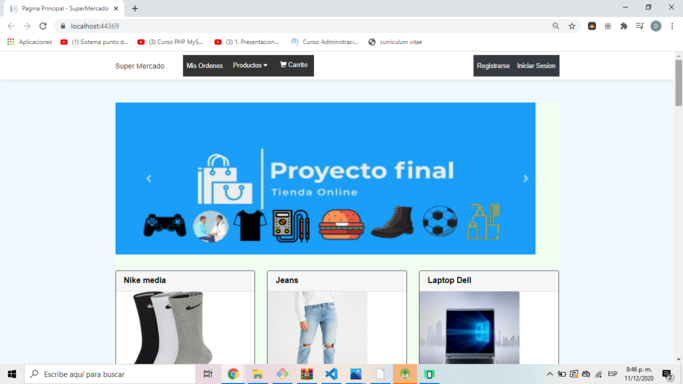 Pagina Principal - SuperMercado
localhost:44369
Aplicaciones (1) Sistema punto d... (3) Curso PHP MyS... (3) 1. Presentacion... Curso: Administraci... curriculum vitae
Super Mercado Mis Ordenes Productos Carrito Registrarse Iniciar Sesion
Proyecto final
Tienda Online
Nike media Jeans Laptop Dell
Escribe aquí para buscar
ESP
8:46 p. m.
11/12/2020